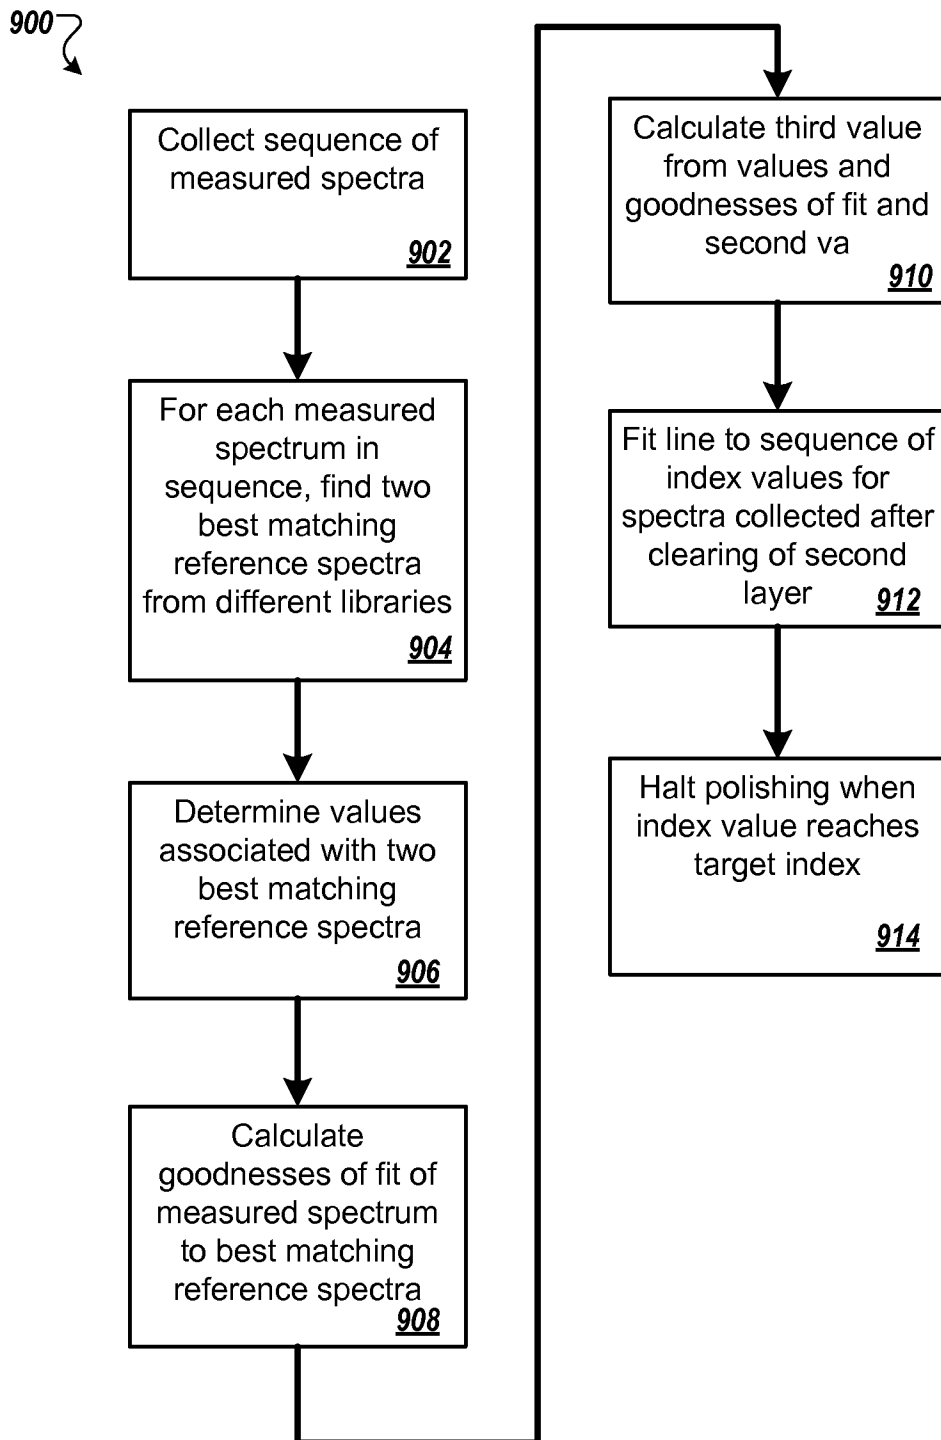 900
Collect sequence of
measured spectra
902
For each measured
spectrum in
sequence, find two
best matching
reference spectra
from different libraries
904
Determine values
associated with two
best matching
reference spectra
906
Calculate
goodnesses of fit of
measured spectrum
to best matching
reference spectra
908
Calculate third value
from values and
goodnesses of fit and
second va
910
Fit line to sequence of
index values for
spectra collected after
clearing of second
layer
912
Halt polishing when
index value reaches
target index
914